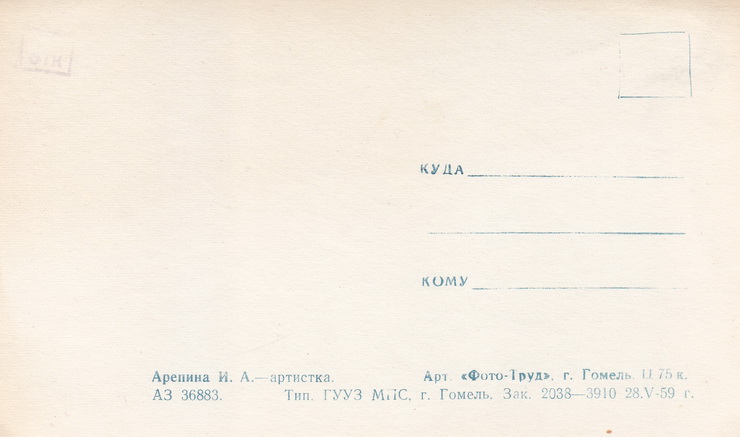 ОТК
КУДА
КОМУ
Арепина И. А.—артистка. Арт. «Фото-Труд», г. Гомель. Ц 75 к.
АЗ 36883. Тип. ГУУЗ МПС, г. Гомель. Зак. 2038—3910 28.V-59 г.